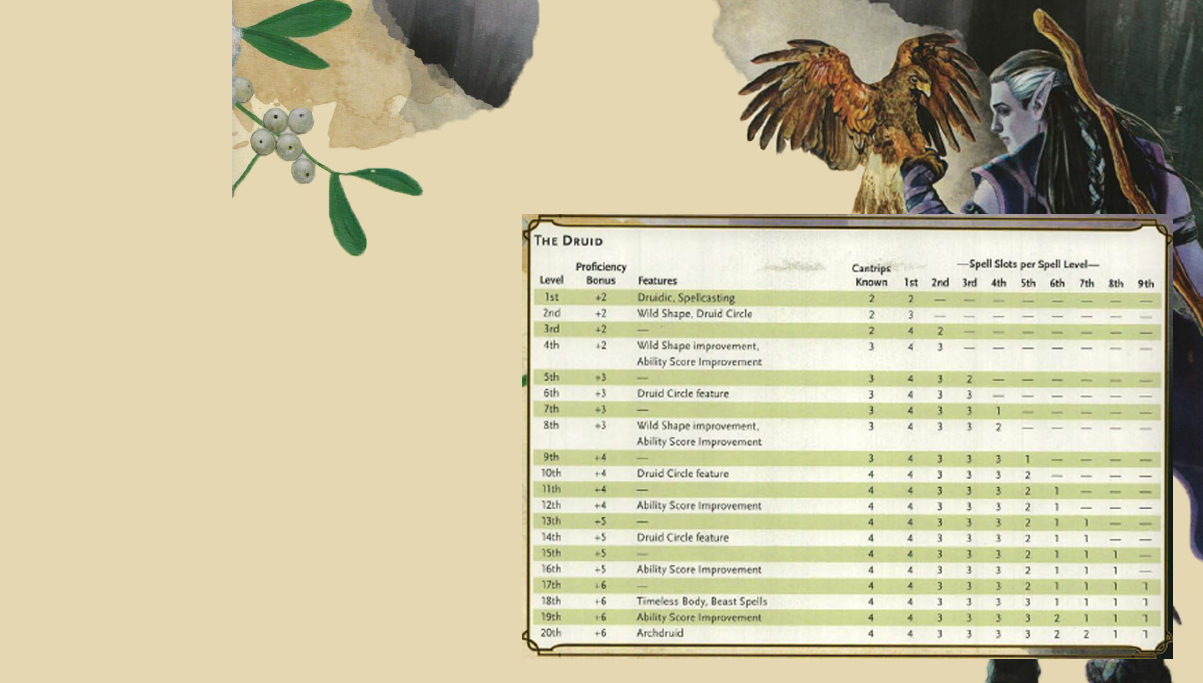 THE DRUID
Proficiency Cantrips —Spell Slots per Spell Level—
Level Bonus Features Known 1st 2nd 3rd 4th 5th 6th 7th 8th 9th
1st +2 Druidic, Spellcasting 2 2 — — — — — — — —
2nd +2 Wild Shape, Druid Circle 2 3 — — — — — — — —
3rd +2 — 2 4 2 — — — — — — —
4th +2 Wild Shape improvement, 3 4 3 — — — — — — —
Ability Score Improvement
5th +3 — 3 4 3 2 — — — — — —
6th +3 Druid Circle feature 3 4 3 3 — — — — — —
7th +3 — 3 4 3 3 1 — — — — —
8th +3 Wild Shape improvement, 3 4 3 3 2 — — — — —
Ability Score Improvement
9th +4 — 3 4 3 3 3 1 — — — —
10th +4 Druid Circle feature 4 4 3 3 3 2 — — — —
11th +4 — 4 4 3 3 3 2 1 — — —
12th +4 Ability Score Improvement 4 4 3 3 3 2 1 — — —
13th +5 — 4 4 3 3 3 2 1 1 — —
14th +5 Druid Circle feature 4 4 3 3 3 2 1 1 — —
15th +5 — 4 4 3 3 3 2 1 1 1 —
16th +5 Ability Score Improvement 4 4 3 3 3 2 1 1 1 —
17th +6 — 4 4 3 3 3 2 1 1 1 1
18th +6 Timeless Body, Beast Spells 4 4 3 3 3 3 1 1 1 1
19th +6 Ability Score Improvement 4 4 3 3 3 3 2 1 1 1
20th +6 Archdruid 4 4 3 3 3 3 2 2 1 1